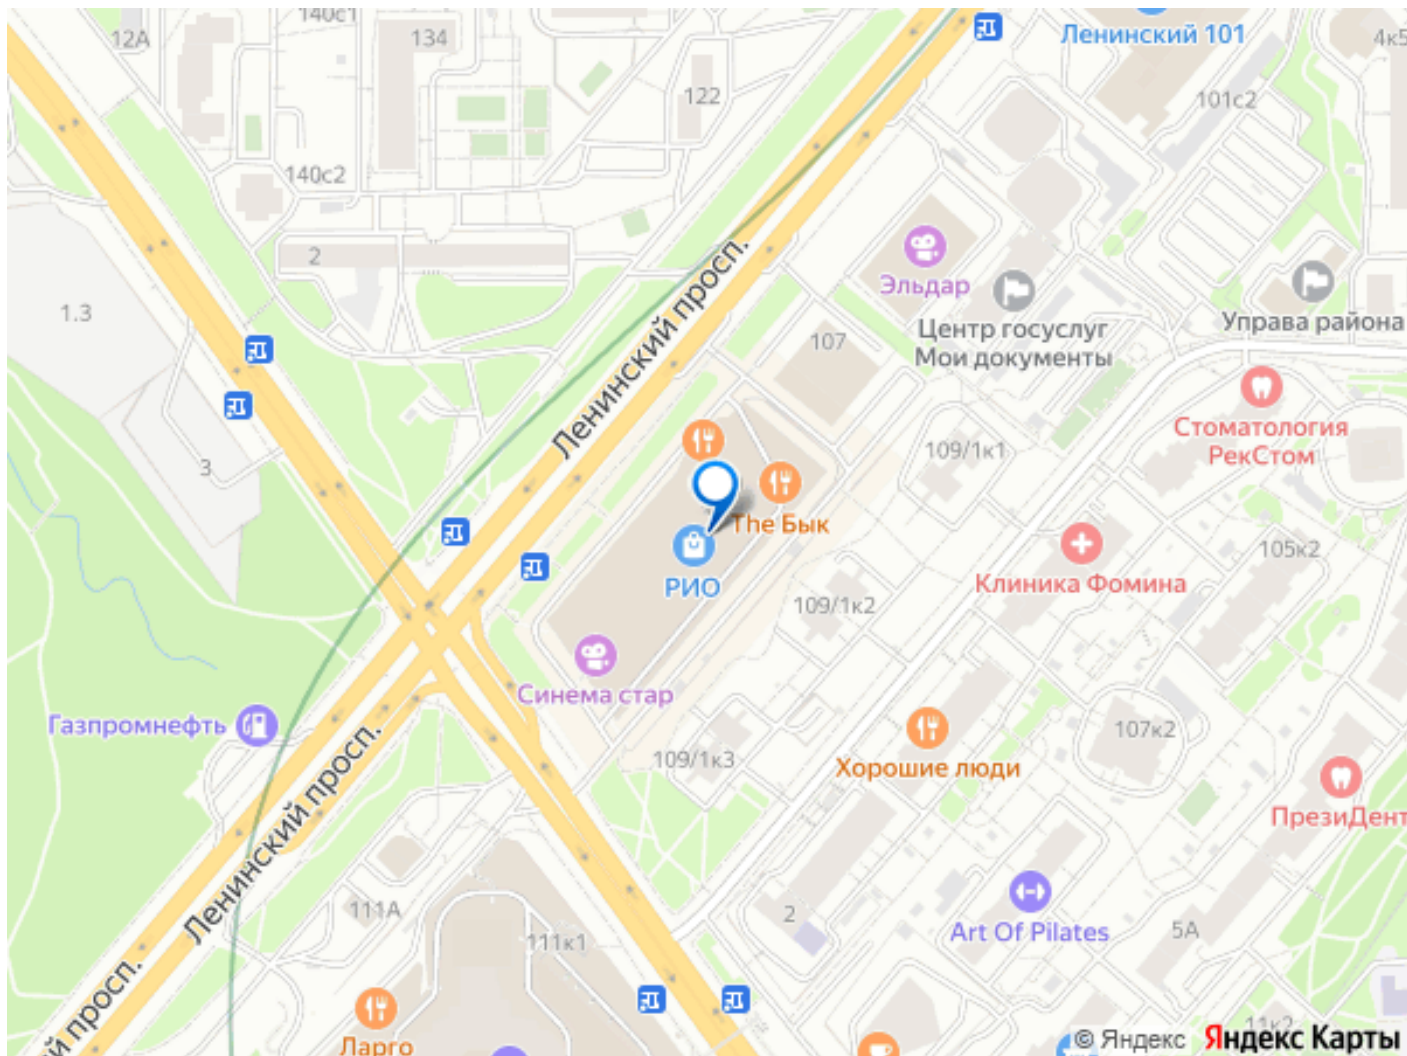 140с1
12А
134
Ленинский 101
4к5
122
101с2
140с2
Ленинский просп.
2
Эльдар
1.3
Центр госуслуг
Мои документы
Управа района
107
Стоматология
РекСтом
109/1к1
3
The Бык
РИО
Клиника Фомина
105к2
109/1к2
Синема стар
Газпромнефть
Ленинский просп.
109/1к3
107к2
Хорошие люди
ПрезиДент
111А
111к1
2
Art Of Pilates
5А
й просп.
Ларго
11к2
© Яндекс Яндекс Карты